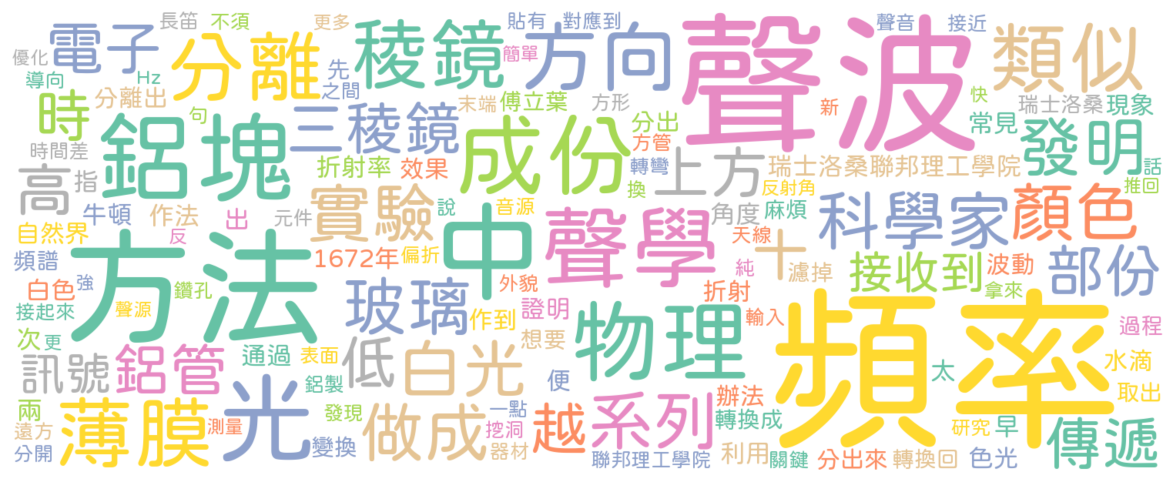 長笛 不須 更多 貼有 對應到 聲音 接近
優化 電子 分離 稜鏡 簡單 方向 聲波 類似
導向 Hz 先 之間
分離出 末端 傅立葉 方形 新 快 瑞士洛桑 現象
時 句 三稜鏡 分出 常見
鋁塊 成份 方管 發明
時間差 折射率 效果 轉彎 上方 瑞士洛桑聯邦理工學院 話
高 指 換 反射角 推回
牛頓 作法 出 元件 實驗 說 音源 角度 麻煩 科學家 顏色
自然界 反 中 聲學 天線 十
頻譜 1672年 偏折 純 濾掉 接收到 波動 部份
白色 強 鑽孔 外貌 折射 拿來
接起來 聲源 方法 玻璃 作到 證明 物理 輸入 頻率 過程
次 更 想要
訊號 鋁管 通過 表面 低 白光 太 水滴
鋁製 便 辦法 取出
兩 薄膜 光 發現 做成 一點 越 系列 轉換成 研究 早 傳遞
遠方 測量 挖洞
分開 變換 器材 聯邦理工學院 利用 關鍵 分出來 轉換回 色光